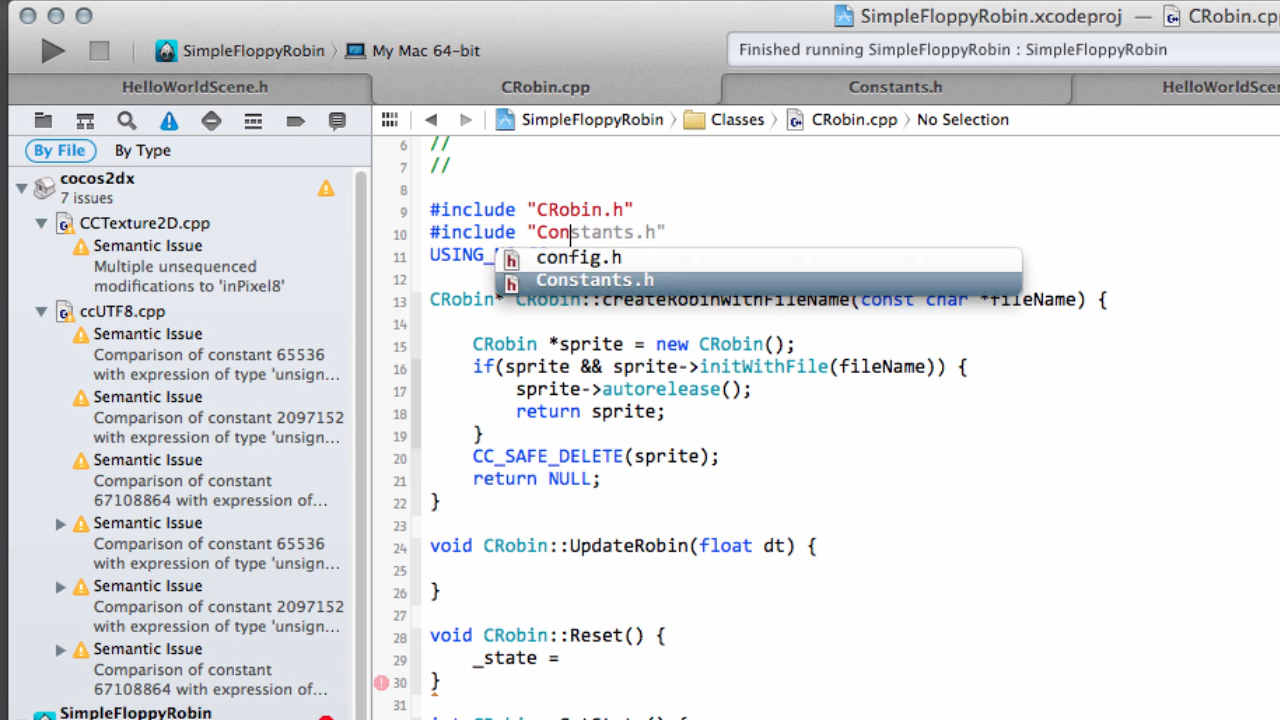 SimpleFloppyRobin.xcodeproj — CRobin.cpp
SimpleFloppyRobin 〉 My Mac 64-bit
Finished running SimpleFloppyRobin : SimpleFloppyRobin
HelloWorldScene.h
CRobin.cpp
Constants.h
HelloWorldScene
SimpleFloppyRobin 〉 Classes 〉 CRobin.cpp 〉 No Selection
By File By Type
cocos2dx
7 issues
CCTexture2D.cpp
Semantic Issue
Multiple unsequenced
modifications to 'inPixel8'
ccUTF8.cpp
Semantic Issue
Comparison of constant 65536
with expression of type 'unsign...
Semantic Issue
Comparison of constant 2097152
with expression of type 'unsign...
Semantic Issue
Comparison of constant
67108864 with expression of...
Semantic Issue
Comparison of constant 65536
with expression of type 'unsign...
Semantic Issue
Comparison of constant 2097152
with expression of type 'unsign...
Semantic Issue
Comparison of constant
67108864 with expression of...
SimpleFloppyRobin
6 //
7 //
8
9 #include "CRobin.h"
10 #include "Constants.h"
11 USING_
config.h
Constants.h
12
13 CRobin* CRobin::createRobinWithFileName(const char *fileName) {
14
15 CRobin *sprite = new CRobin();
16 if(sprite && sprite->initWithFile(fileName)) {
17 sprite->autorelease();
18 return sprite;
19 }
20 CC_SAFE_DELETE(sprite);
21 return NULL;
22 }
23
24 void CRobin::UpdateRobin(float dt) {
25
26 }
27
28 void CRobin::Reset() {
29 _state =
30 }
31